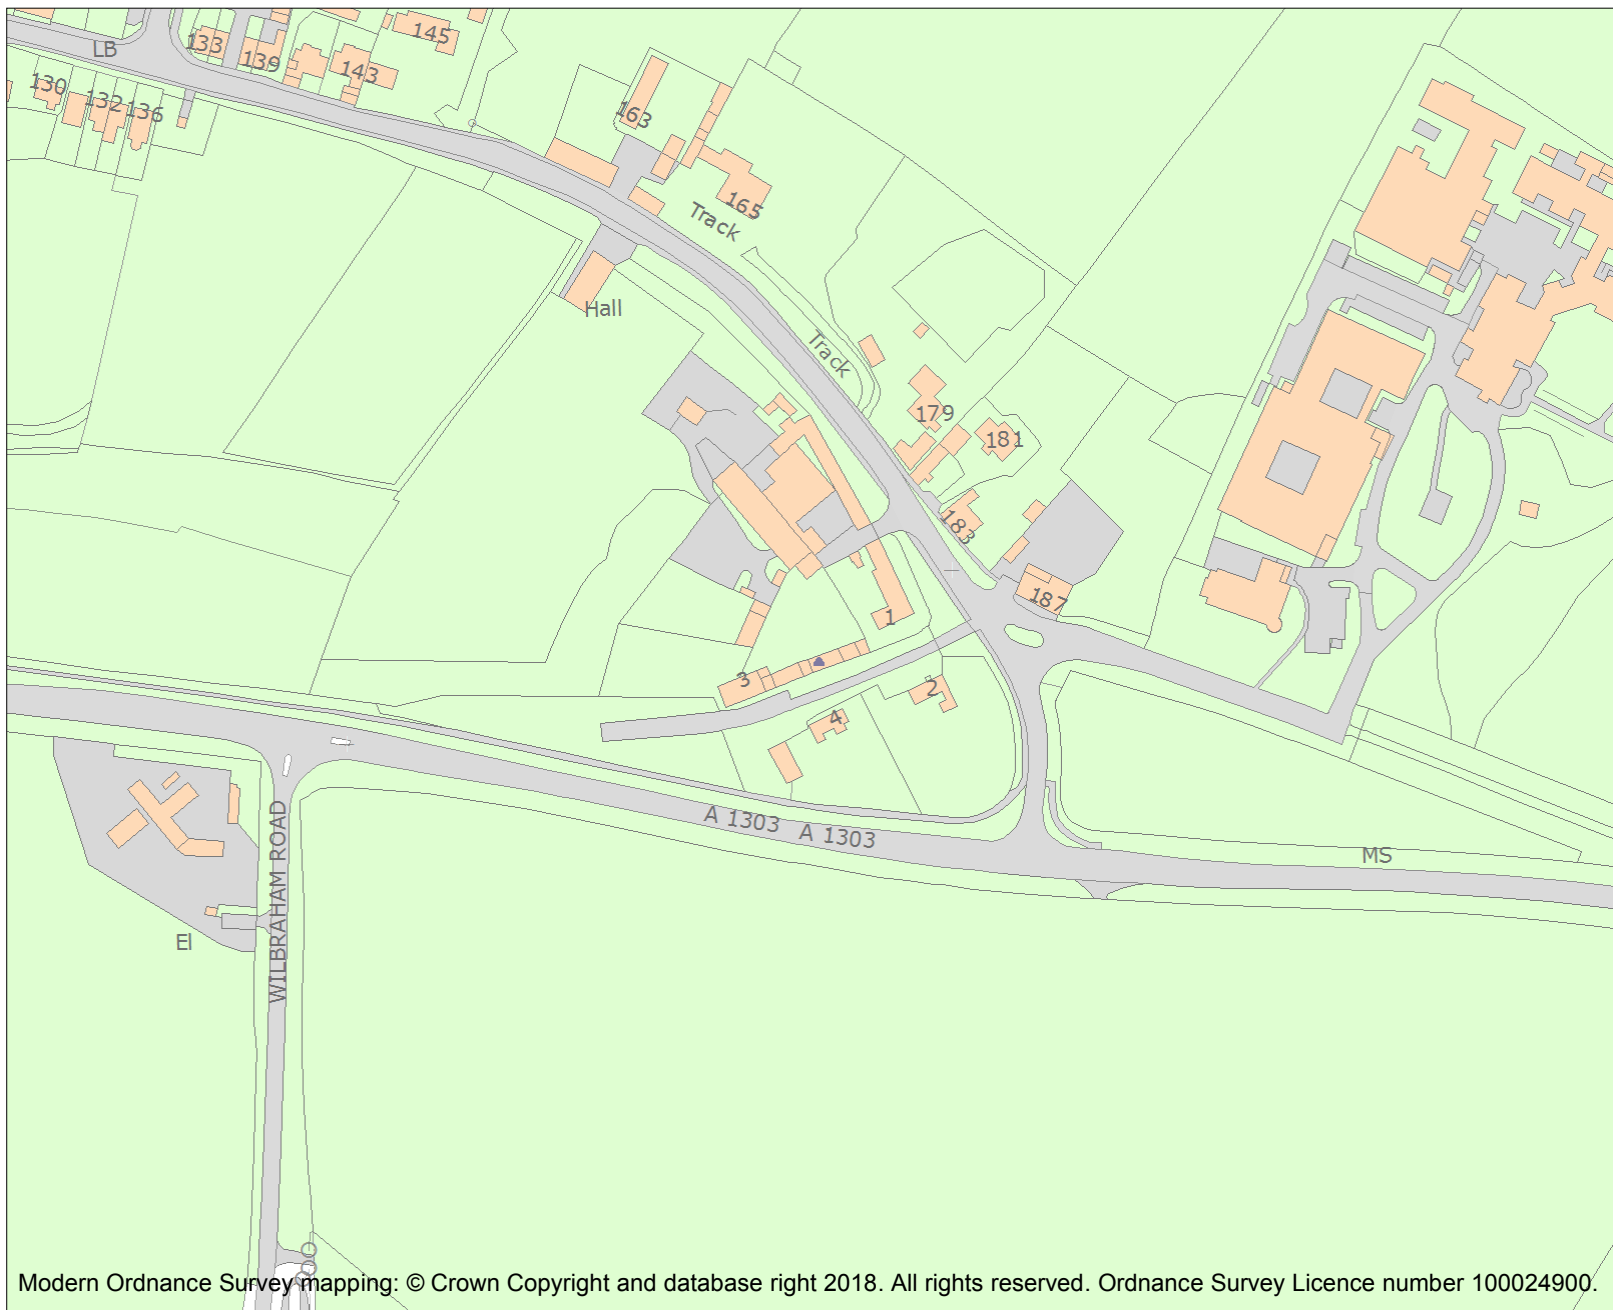 LB
133
139
143
145
130
132
136
163
165
Track
Hall
Track
179
181
183
187
1
3
2
4
A 1303 A 1303
MS
WILBRAHAM ROAD
El
Modern Ordnance Survey mapping: © Crown Copyright and database right 2018. All rights reserved. Ordnance Survey Licence number 100024900.